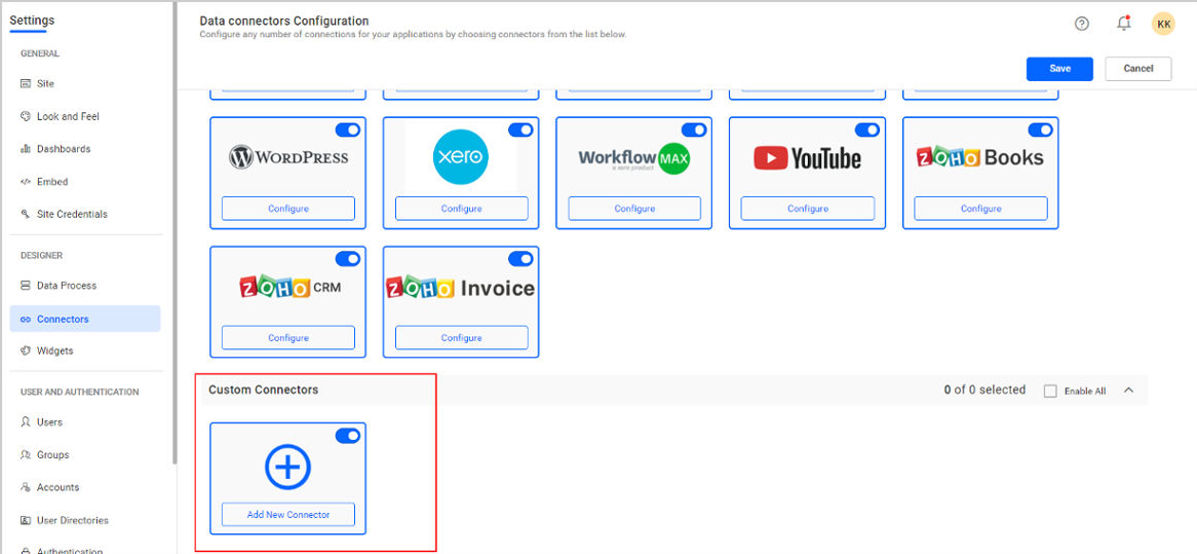 Settings
GENERAL
Site
Look and Feel
Dashboards
Embed
Site Credentials
DESIGNER
Data Process
Connectors
Widgets
USER AND AUTHENTICATION
Users
Groups
Accounts
User Directories
Authentication
Data connectors Configuration
Configure any number of connections for your applications by choosing connectors from the list below.
KK
Save
Cancel
WORDPRESS
Configure
xero
Configure
Workflow MAX
a xero product
Configure
YouTube
Configure
ZOHO Books
Configure
ZOHO CRM
Configure
ZOHO Invoice
Configure
Custom Connectors
0 of 0 selected
Enable All
Add New Connector